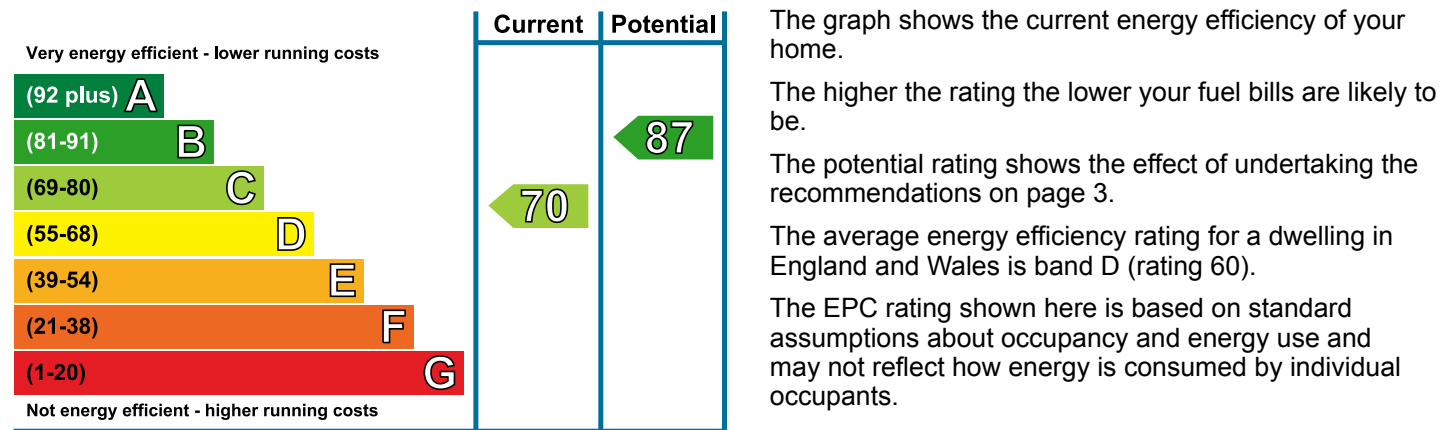 Current Potential
Very energy efficient - lower running costs
(92 plus) A
(81-91) B
87
(69-80) C
70
(55-68) D
(39-54) E
(21-38) F
(1-20) G
Not energy efficient - higher running costs
The graph shows the current energy efficiency of your
home.
The higher the rating the lower your fuel bills are likely to
be.
The potential rating shows the effect of undertaking the
recommendations on page 3.
The average energy efficiency rating for a dwelling in
England and Wales is band D (rating 60).
The EPC rating shown here is based on standard
assumptions about occupancy and energy use and
may not reflect how energy is consumed by individual
occupants.